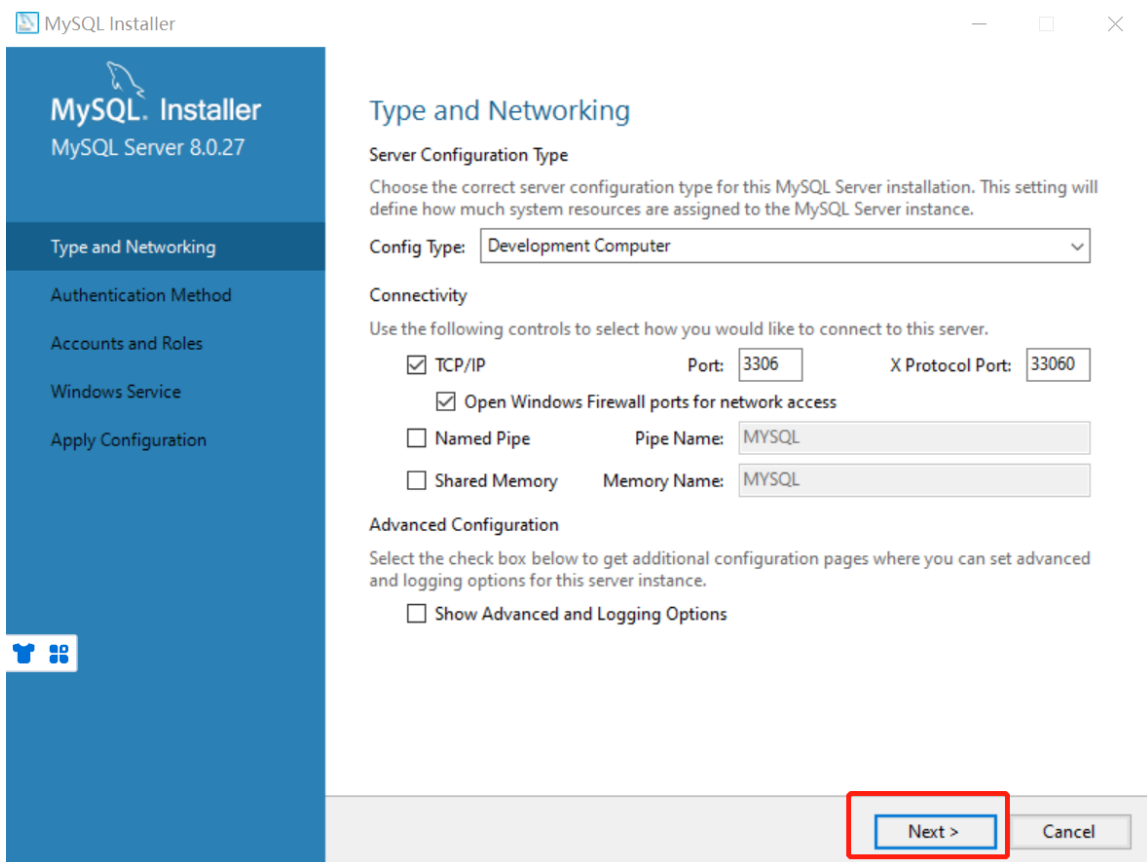 MySQL Installer
MySQL. Installer
MySQL Server 8.0.27
Type and Networking
Authentication Method
Accounts and Roles
Windows Service
Apply Configuration
Type and Networking
Server Configuration Type
Choose the correct server configuration type for this MySQL Server installation. This setting will
define how much system resources are assigned to the MySQL Server instance.
Config Type: Development Computer
Connectivity
Use the following controls to select how you would like to connect to this server.
TCP/IP Port: 3306 X Protocol Port: 33060
Open Windows Firewall ports for network access
Named Pipe Pipe Name: MYSQL
Shared Memory Memory Name: MYSQL
Advanced Configuration
Select the check box below to get additional configuration pages where you can set advanced
and logging options for this server instance.
Show Advanced and Logging Options
Next > Cancel